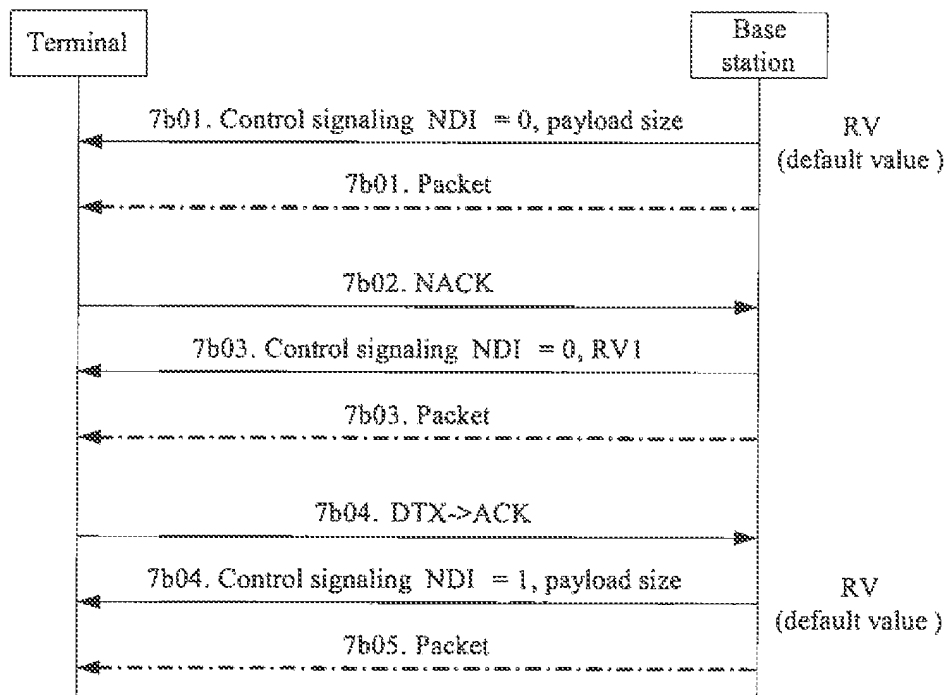 Terminal
Base
station
7b01. Control signaling NDI = 0, payload size
RV
(default value )
7b01. Packet
7b02. NACK
7b03. Control signaling NDI = 0, RV1
7b03. Packet
7b04. DTX->ACK
7b04. Control signaling NDI = 1, payload size
RV
(default value )
7b05. Packet